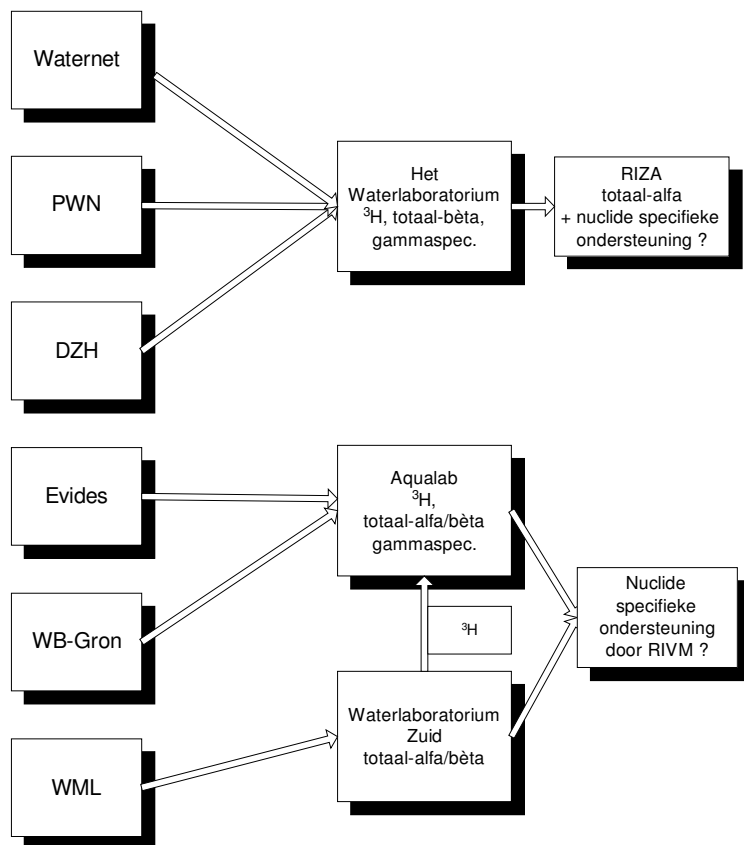 Waternet
PWN
DZH
Het
Waterlaboratorium
³H, totaal-bèta,
gammaspec.
RIZA
totaal-alfa
+ nuclide specifieke
ondersteuning ?
Evides
WB-Gron
WML
Aqualab
³H,
totaal-alfa/bèta
gammaspec.
³H
Waterlaboratorium
Zuid
totaal-alfa/bèta
Nuclide
specifieke
ondersteuning
door RIVM ?